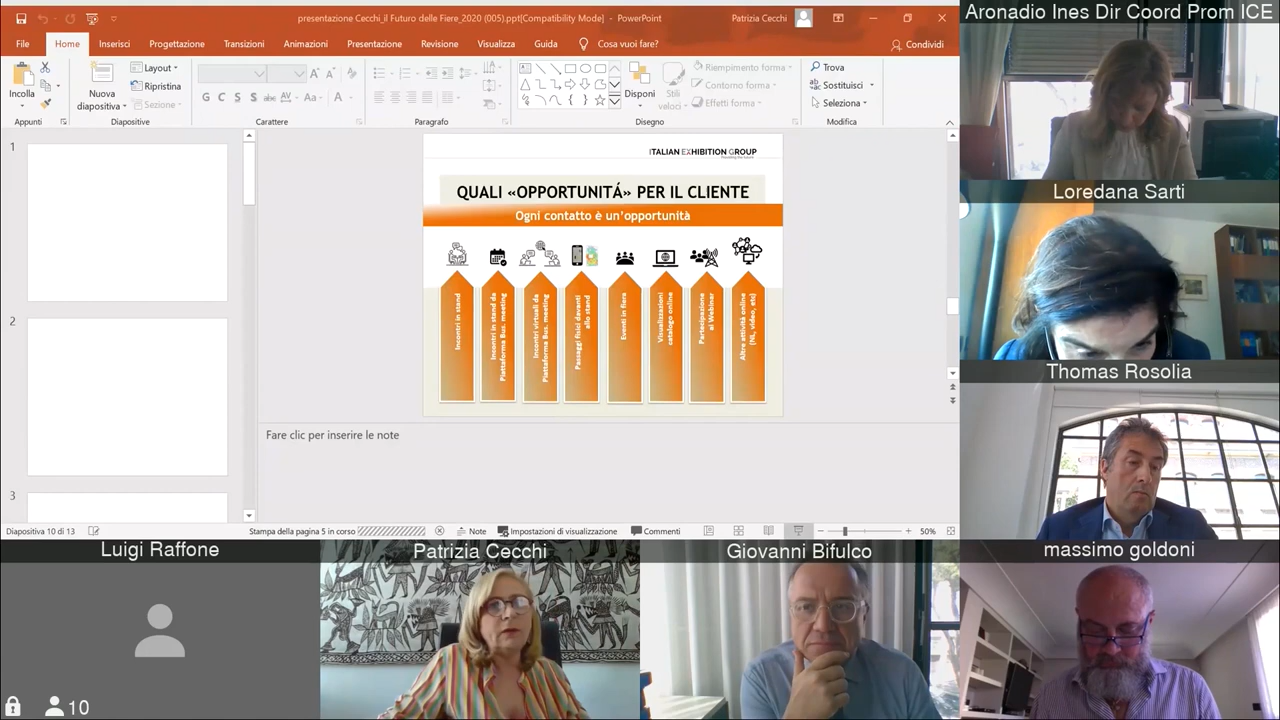 presentazione Cecchi_il Futuro delle Fiere_2020 (005).ppt[Compatibility Mode] - PowerPoint
Patrizia Cecchi
File Home Inserisci Progettazione Transizioni Animazioni Presentazione Revisione Visualizza Guida Cosa vuoi fare? Condividi
Incolla
Nuova
diapositiva
Layout
Ripristina
Sezione
G C S S abc AV Aa A
Disponi
Stili
veloci
Riempimento forma
Contorno forma
Effetti forma
Trova
Sostituisci
Seleziona
Appunti Diapositive Carattere Paragrafo Disegno Modifica
1
2
3
ITALIAN EXHIBITION GROUP
QUALI «OPPORTUNITÁ» PER IL CLIENTE
Ogni contatto è un'opportunità
Incontri in stand
Incontri in stand da
Piattaforma Bus. meeting
Incontri virtuali da
Piattaforma Bus. meeting
Passaggi fisici davanti
allo stand
Eventi in fiera
Visualizzazioni
catalogo online
Partecipazione
ai Webinar
Altre attività online
(NL, video, etc)
Fare clic per inserire le note
Diapositiva 10 di 13
Stampa della pagina 5 in corso
Note
Impostazioni di visualizzazione
Commenti
50%
Aronadio Ines Dir Coord Prom ICE
Loredana Sarti
Thomas Rosolia
Luigi Raffone
Patrizia Cecchi
Giovanni Bifulco
massimo goldoni
10